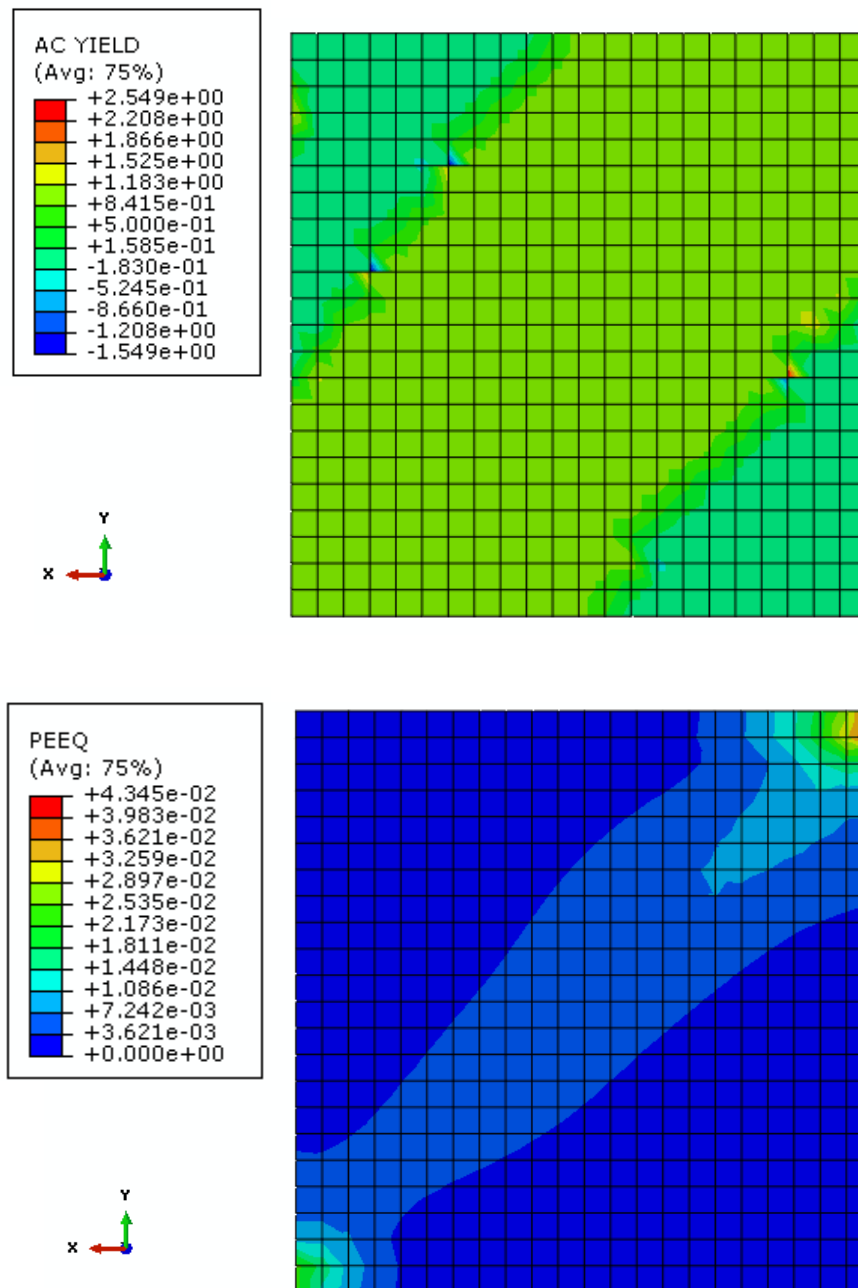 AC YIELD
(Avg: 75%)
+2.549e+00
+2.208e+00
+1.866e+00
+1.525e+00
+1.183e+00
+8.415e-01
+5.000e-01
+1.585e-01
-1.830e-01
-5.245e-01
-8.660e-01
-1.208e+00
-1.549e+00
Y
X
PEEQ
(Avg: 75%)
+4.345e-02
+3.983e-02
+3.621e-02
+3.259e-02
+2.897e-02
+2.535e-02
+2.173e-02
+1.811e-02
+1.448e-02
+1.086e-02
+7.242e-03
+3.621e-03
+0.000e+00
Y
X